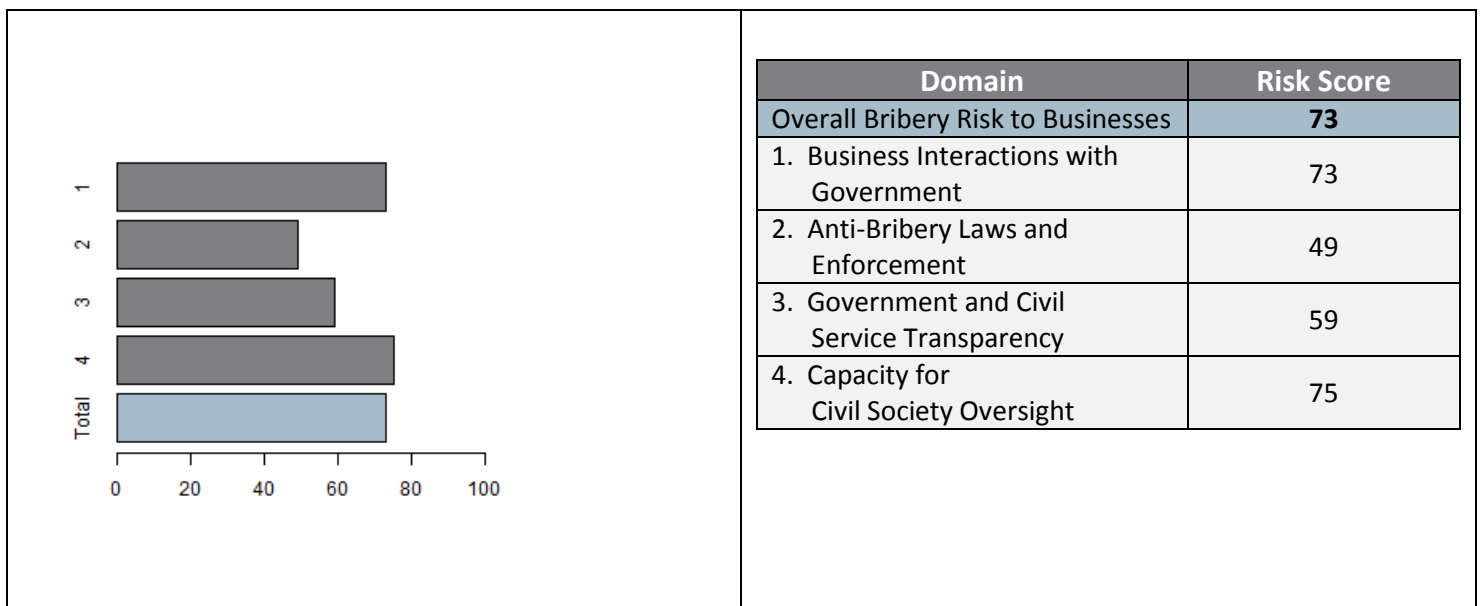 1
2
3
4
Total
0 20 40 60 80 100
Domain Risk Score
Overall Bribery Risk to Businesses 73
1. Business Interactions with
Government
73
2. Anti-Bribery Laws and
Enforcement
49
3. Government and Civil
Service Transparency
59
4. Capacity for
Civil Society Oversight
75